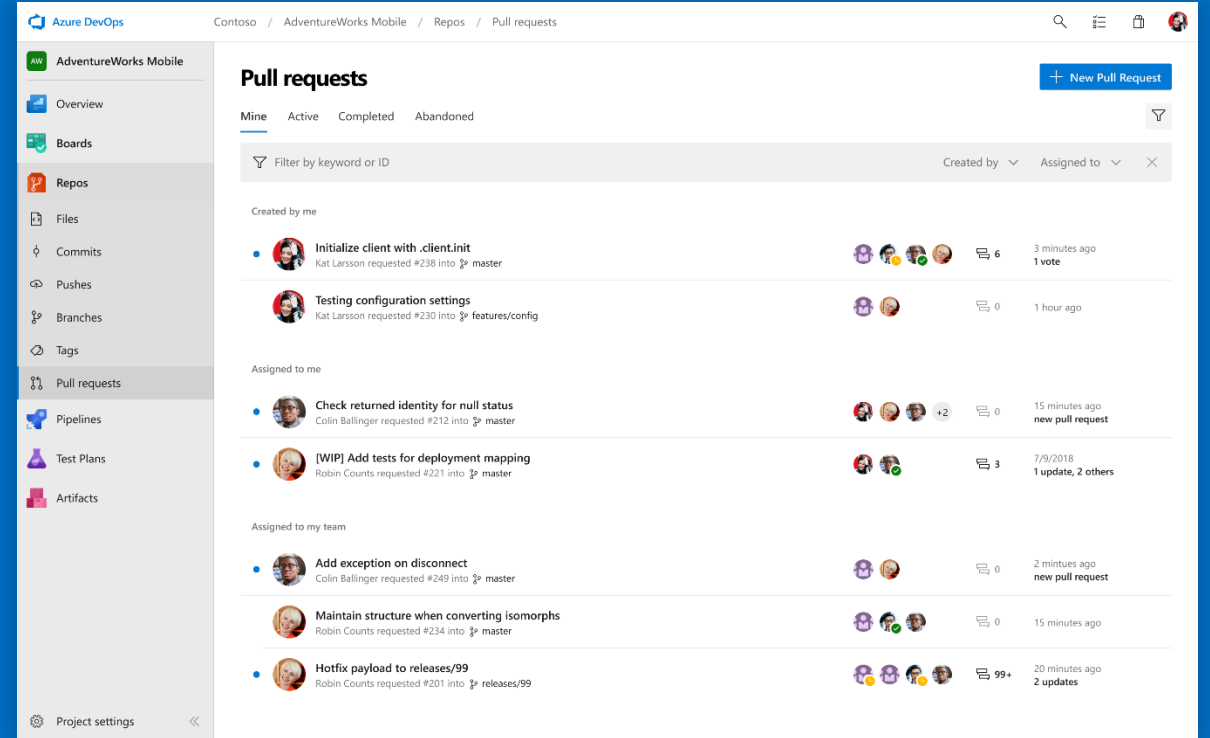 Azure DevOps
Contoso / AdventureWorks Mobile / Repos / Pull requests
AW AdventureWorks Mobile
Overview
Boards
Repos
Files
Commits
Pushes
Branches
Tags
Pull requests
Pipelines
Test Plans
Artifacts
Project settings
Pull requests
New Pull Request
Mine Active Completed Abandoned
Filter by keyword or ID Created by Assigned to
Created by me
Initialize client with .client.init
Kat Larsson requested #238 into master
6
3 minutes ago
1 vote
Testing configuration settings
Kat Larsson requested #230 into features/config
0
1 hour ago
Assigned to me
Check returned identity for null status
Colin Ballinger requested #212 into master
+2
0
15 minutes ago
new pull request
[WIP] Add tests for deployment mapping
Robin Counts requested #221 into master
3
7/9/2018
1 update, 2 others
Assigned to my team
Add exception on disconnect
Colin Ballinger requested #249 into master
0
2 mintues ago
new pull request
Maintain structure when converting isomorphs
Robin Counts requested #234 into master
0
15 minutes ago
Hotfix payload to releases/99
Robin Counts requested #201 into releases/99
99+
20 minutes ago
2 updates